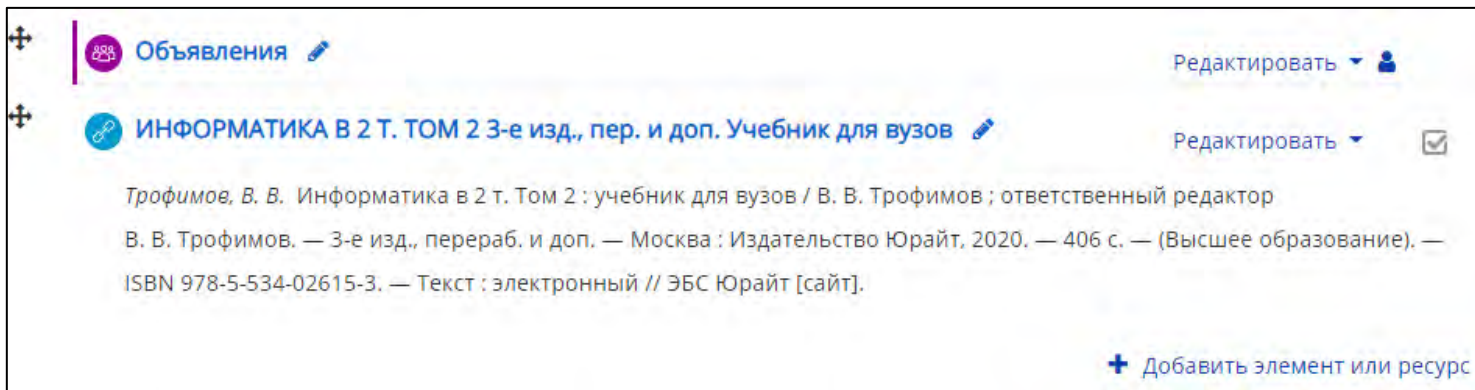 Объявления
Редактировать
ИНФОРМАТИКА В 2 Т. ТОМ 2 3-е изд., пер. и доп. Учебник для вузов
Редактировать
Трофимов, В. В. Информатика в 2 т. Том 2 : учебник для вузов / В. В. Трофимов ; ответственный редактор
В. В. Трофимов. — 3-е изд., перераб. и доп. — Москва : Издательство Юрайт, 2020. — 406 с. — (Высшее образование). —
ISBN 978-5-534-02615-3. — Текст : электронный // ЭБС Юрайт [сайт].
+ Добавить элемент или ресурс